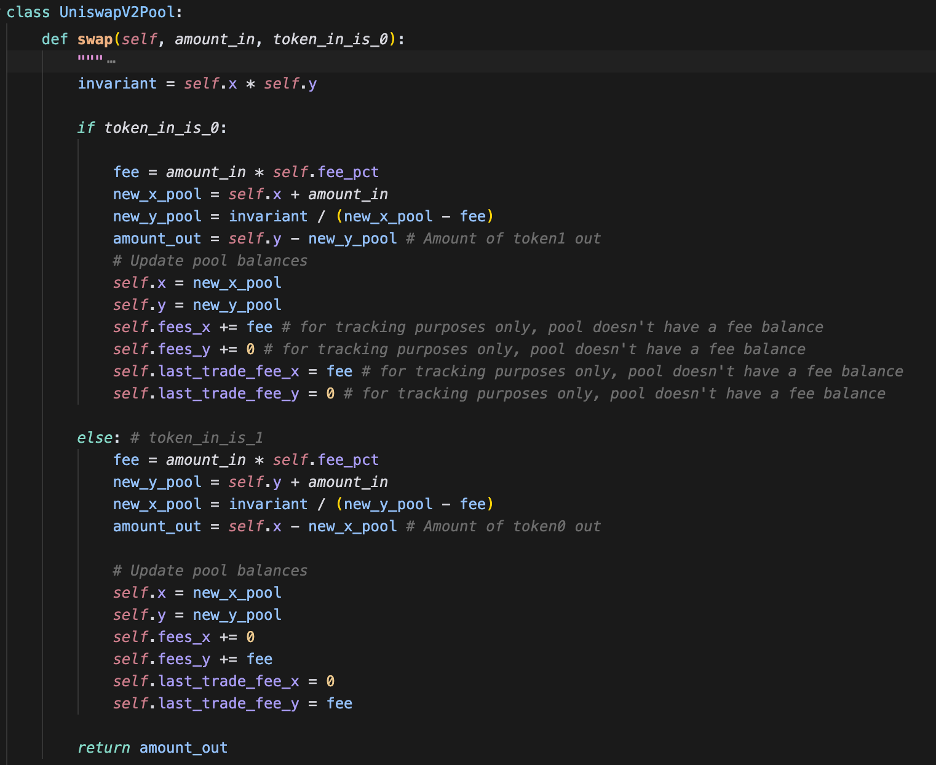 class UniswapV2Pool:
def swap(self, amount_in, token_in_is_0):
"""…
invariant = self.x * self.y
if token_in_is_0:
fee = amount_in * self.fee_pct
new_x_pool = self.x + amount_in
new_y_pool = invariant / (new_x_pool - fee)
amount_out = self.y - new_y_pool # Amount of token1 out
# Update pool balances
self.x = new_x_pool
self.y = new_y_pool
self.fees_x += fee # for tracking purposes only, pool doesn't have a fee balance
self.fees_y += 0 # for tracking purposes only, pool doesn't have a fee balance
self.last_trade_fee_x = fee # for tracking purposes only, pool doesn't have a fee balance
self.last_trade_fee_y = 0 # for tracking purposes only, pool doesn't have a fee balance
else: # token_in_is_1
fee = amount_in * self.fee_pct
new_y_pool = self.y + amount_in
new_x_pool = invariant / (new_y_pool - fee)
amount_out = self.x - new_x_pool # Amount of token0 out
# Update pool balances
self.x = new_x_pool
self.y = new_y_pool
self.fees_x += 0
self.fees_y += fee
self.last_trade_fee_x = 0
self.last_trade_fee_y = fee
return amount_out